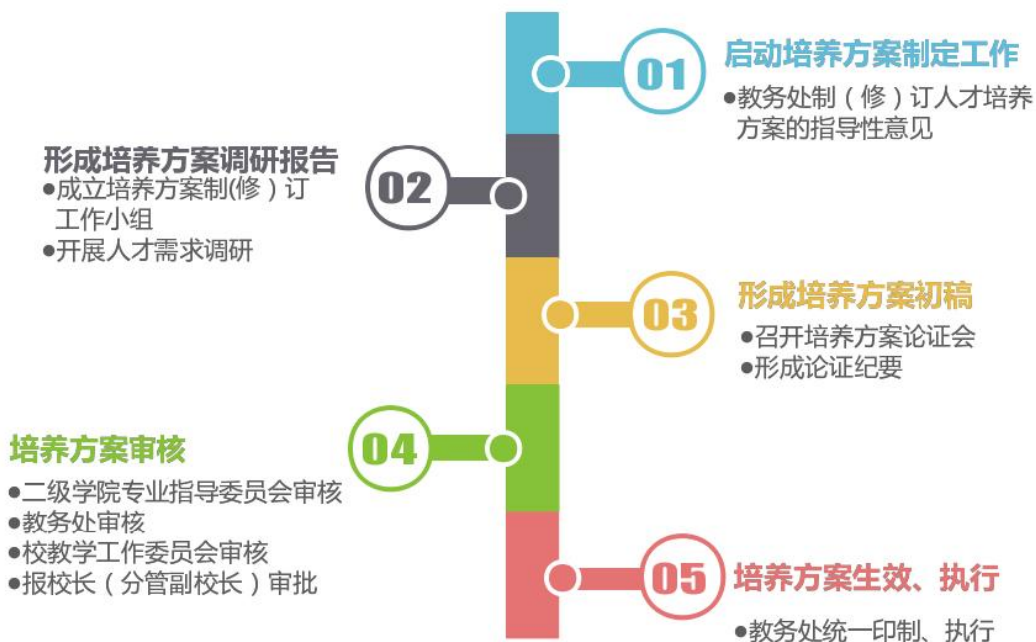 01
启动培养方案制定工作
●教务处制（修）订人才培养
方案的指导性意见
02
形成培养方案调研报告
●成立培养方案制(修）订
工作小组
●开展人才需求调研
03
形成培养方案初稿
●召开培养方案论证会
●形成论证纪要
04
培养方案审核
●二级学院专业指导委员会审核
●教务处审核
●校教学工作委员会审核
●报校长（分管副校长）审批
05
培养方案生效、执行
●教务处统一印制、执行